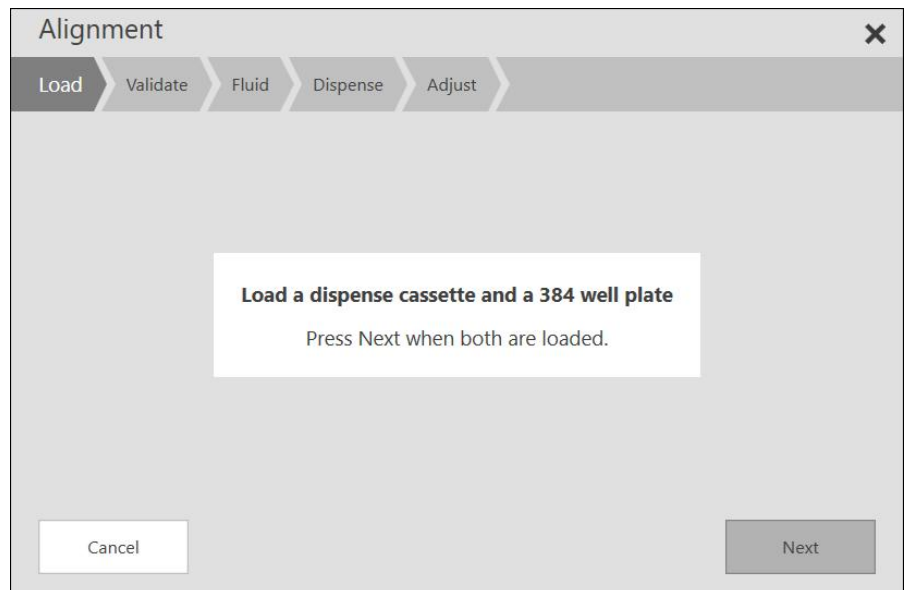 Alignment
Load Validate Fluid Dispense Adjust
Load a dispense cassette and a 384 well plate
Press Next when both are loaded.
Cancel Next